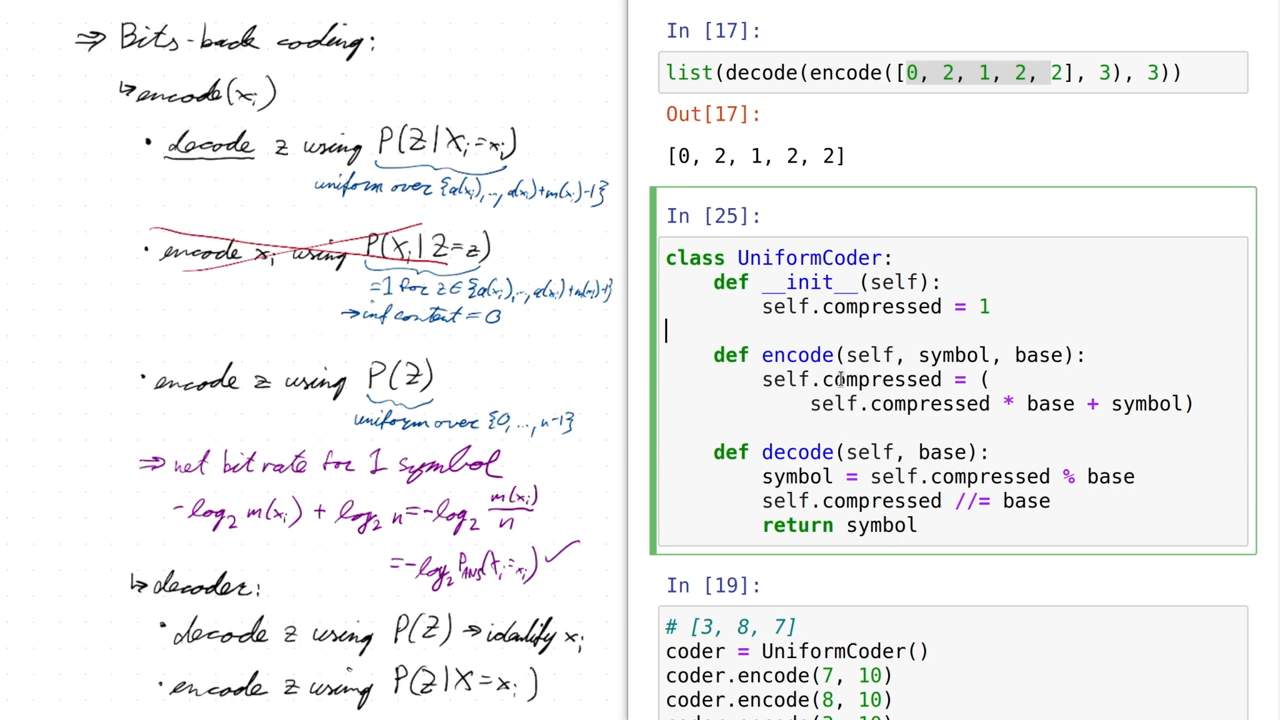 ⇒ Bits-back coding:
↳ encode(xᵢ)
• decode z using P(Z|Xᵢ=xᵢ)
uniform over {a(xᵢ),..,a(xᵢ)+m(xᵢ)-1}
• encode xᵢ using P(Xᵢ|Z=z)
=1 for z∈{a(xᵢ),..,a(xᵢ)+m(xᵢ)-1}
→ inf content = 0
• encode z using P(Z)
uniform over {0,...,n-1}
⇒ net bit rate for 1 symbol
-log₂ m(xᵢ) + log₂ n = -log₂ m(xᵢ)/n
= -log₂ P_ANS(Xᵢ=xᵢ) ✓
↳ decoder:
• decode z using P(Z) → identify xᵢ
• encode z using P(Z|X=xᵢ)
In [17]:
list(decode(encode([0, 2, 1, 2, 2], 3), 3))
Out[17]:
[0, 2, 1, 2, 2]
In [25]:
class UniformCoder:
def __init__(self):
self.compressed = 1
def encode(self, symbol, base):
self.compressed = (
self.compressed * base + symbol)
def decode(self, base):
symbol = self.compressed % base
self.compressed //= base
return symbol
In [19]:
# [3, 8, 7]
coder = UniformCoder()
coder.encode(7, 10)
coder.encode(8, 10)